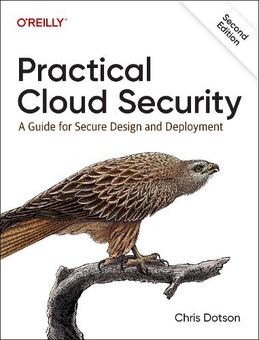 O'REILLY®
Second
Edition
Practical
Cloud Security
A Guide for Secure Design and Deployment
Chris Dotson